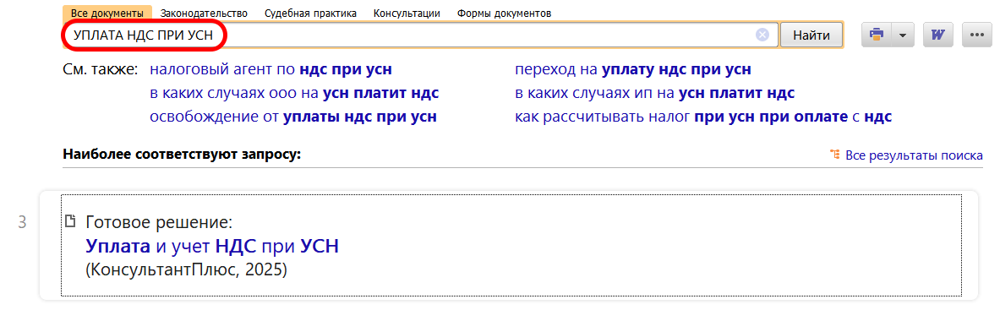 Все документы Законодательство Судебная практика Консультации Формы документов
УПЛАТА НДС ПРИ УСН Найти W
См. также: налоговый агент по ндс при усн переход на уплату ндс при усн
в каких случаях ооо на усн платит ндс в каких случаях ип на усн платит ндс
освобождение от уплаты ндс при усн как рассчитывать налог при усн при оплате с ндс
Наиболее соответствуют запросу: Все результаты поиска
3 Готовое решение:
Уплата и учет НДС при УСН
(КонсультантПлюс, 2025)